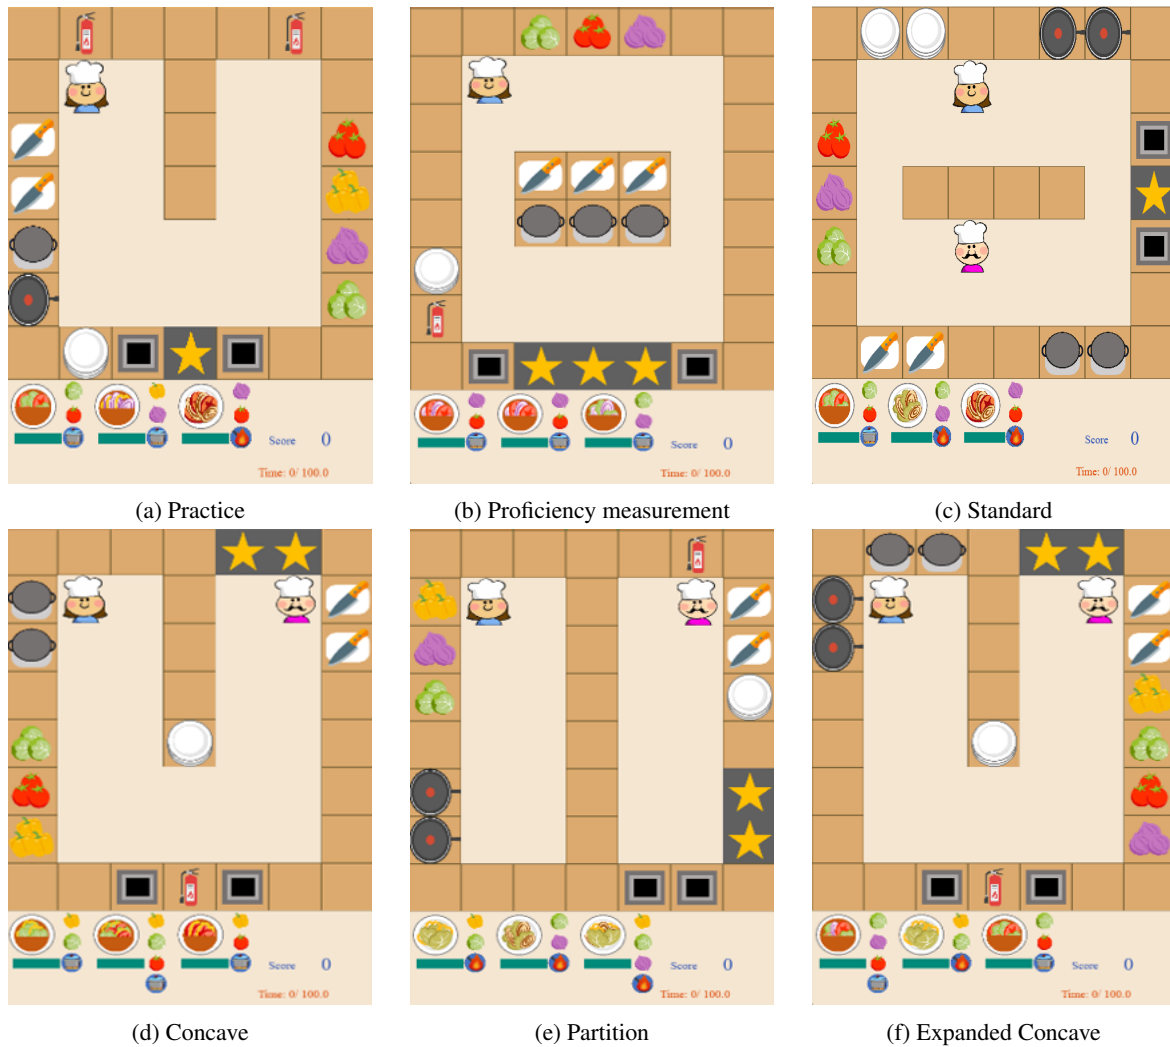 Score 0
Time: 0/ 100.0
(a) Practice
Score 0
Time: 0/ 100.0
(b) Proficiency measurement
Score 0
Time: 0/ 100.0
(c) Standard
Score 0
Time: 0/ 100.0
(d) Concave
Score 0
Time: 0/ 100.0
(e) Partition
Score 0
Time: 0/ 100.0
(f) Expanded Concave